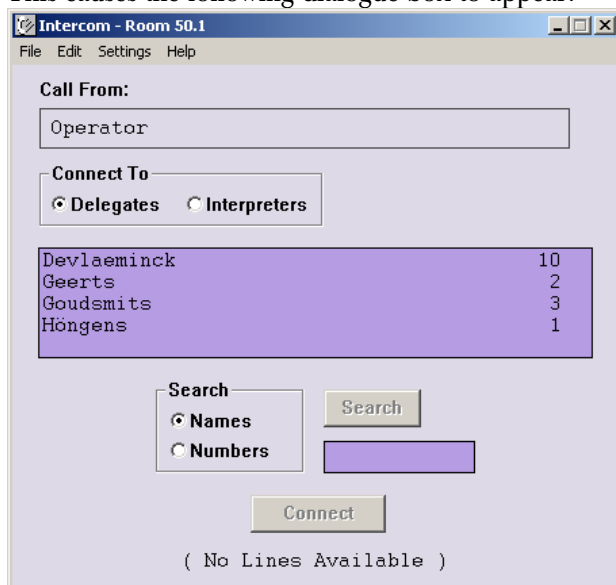 This causes the following dialogue box to appear.
Intercom - Room 50.1
File Edit Settings Help
Call From:
Operator
Connect To
Delegates Interpreters
Devlaeminck 10
Geerts 2
Goudsmits 3
Höngens 1
Search
Names
Search
Numbers
Connect
( No Lines Available )